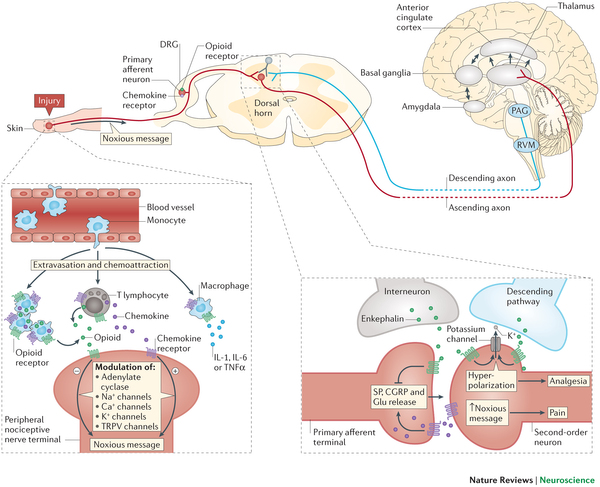 Anterior
cingulate
cortex
Thalamus
DRG
Opioid
receptor
Primary
afferent
neuron
Chemokine
receptor
Basal ganglia
Injury
Dorsal
horn
Amygdala
PAG
Skin
Noxious message
RVM
Descending axon
Ascending axon
Blood vessel
Monocyte
Extravasation and chemoattraction
T lymphocyte
Macrophage
Chemokine
Opioid
Opioid
receptor
Chemokine
receptor
IL-1, IL-6
or TNFα
−
+
Modulation of:
• Adenylate
cyclase
• Na⁺ channels
• Ca⁺ channels
• K⁺ channels
• TRPV channels
Peripheral
nociceptive
nerve terminal
Noxious message
Interneuron
Descending
pathway
Enkephalin
Potassium
channel
K⁺
Hyper-
polarization
Analgesia
SP, CGRP and
Glu release
↑Noxious
message
Pain
Primary afferent
terminal
Second-order
neuron
Nature Reviews | Neuroscience